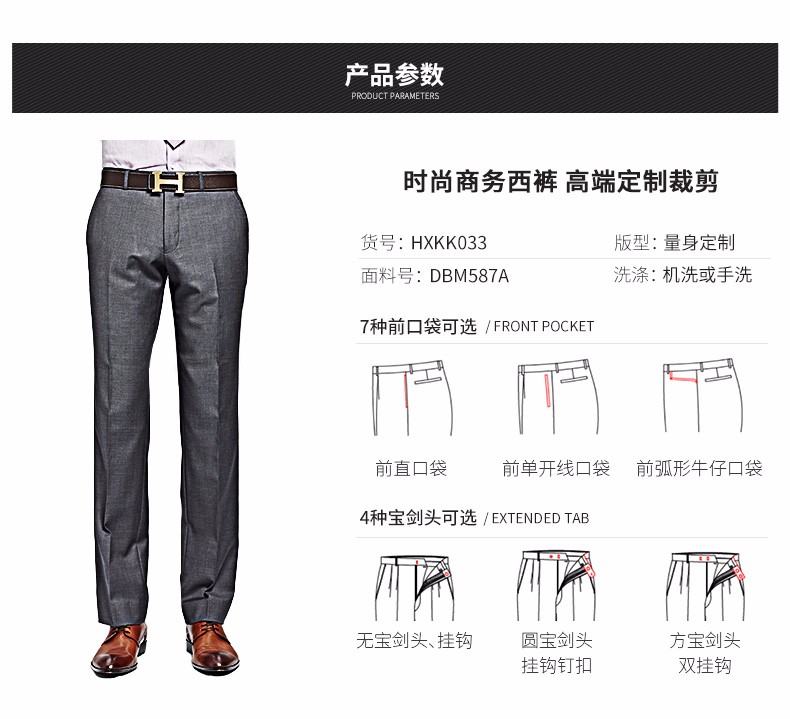 产品参数
PRODUCT PARAMETERS
时尚商务西裤 高端定制裁剪
货号：HXKK033 版型：量身定制
面料号：DBM587A 洗涤：机洗或手洗
7种前口袋可选 / FRONT POCKET
前直口袋 前单开线口袋 前弧形牛仔口袋
4种宝剑头可选 / EXTENDED TAB
无宝剑头、挂钩 圆宝剑头 方宝剑头
挂钩钉扣 双挂钩